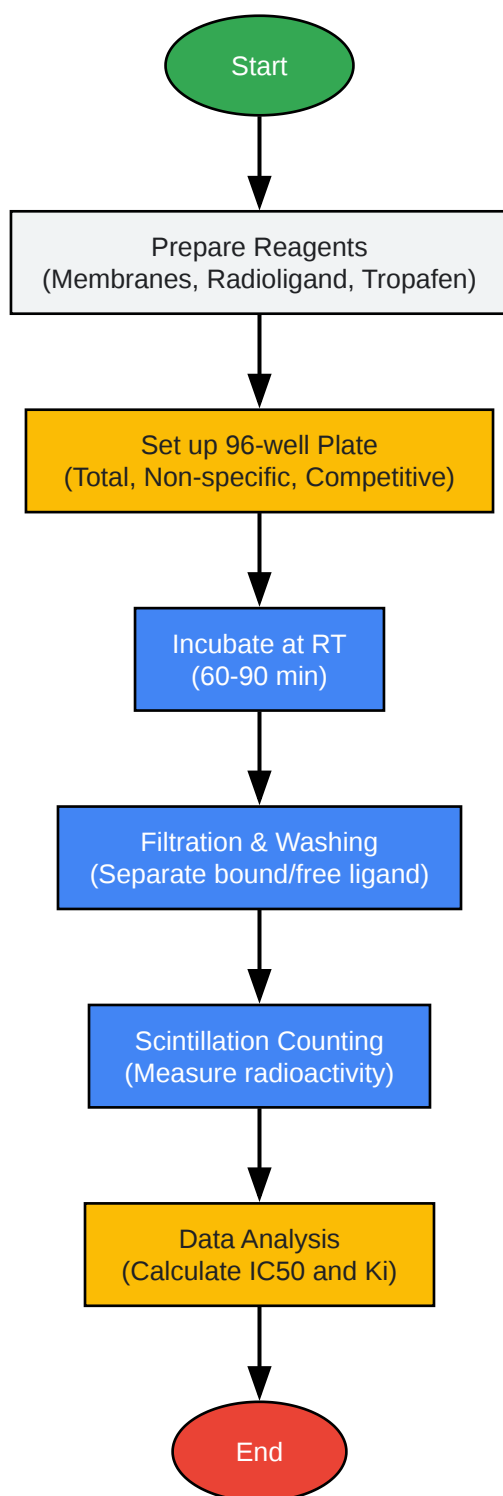 Start
Prepare Reagents
(Membranes, Radioligand, Tropafen)
Set up 96-well Plate
(Total, Non-specific, Competitive)
Incubate at RT
(60-90 min)
Filtration & Washing
(Separate bound/free ligand)
Scintillation Counting
(Measure radioactivity)
Data Analysis
(Calculate IC50 and Ki)
End